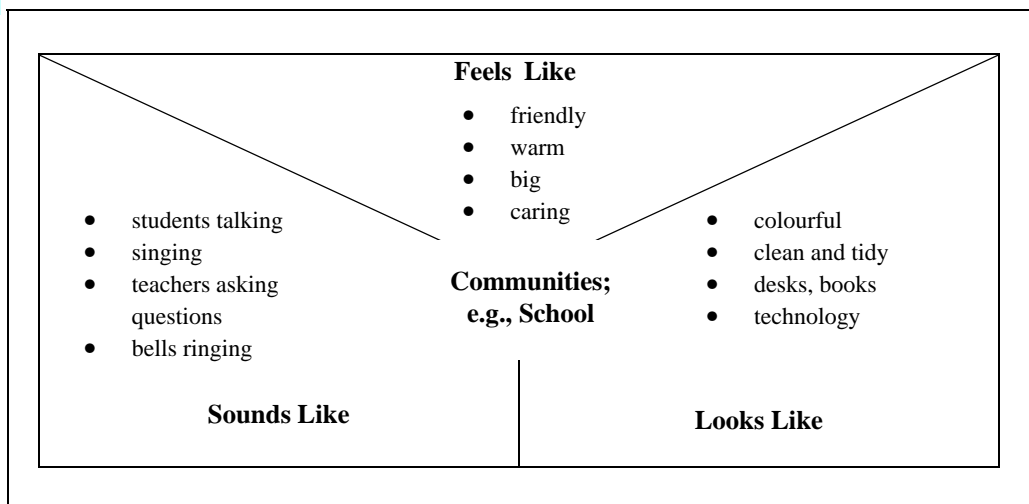 Feels Like
• friendly
• warm
• big
• caring
• students talking
• singing
• teachers asking
questions
• bells ringing
Communities;
e.g., School
• colourful
• clean and tidy
• desks, books
• technology
Sounds Like
Looks Like